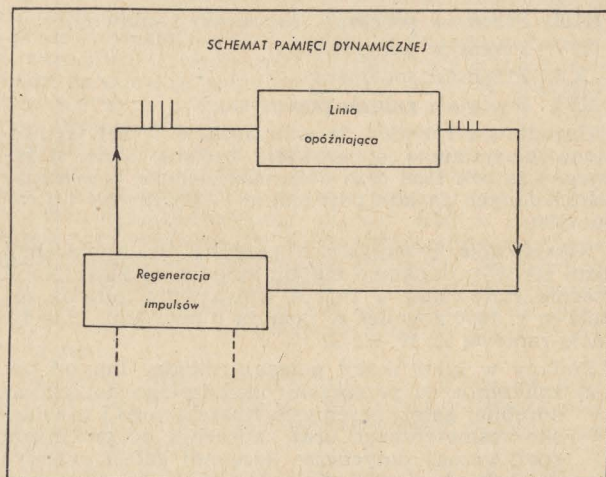 SCHEMAT PAMIĘCI DYNAMICZNEJ
Linia
opóźniająca
Regeneracja
impulsów